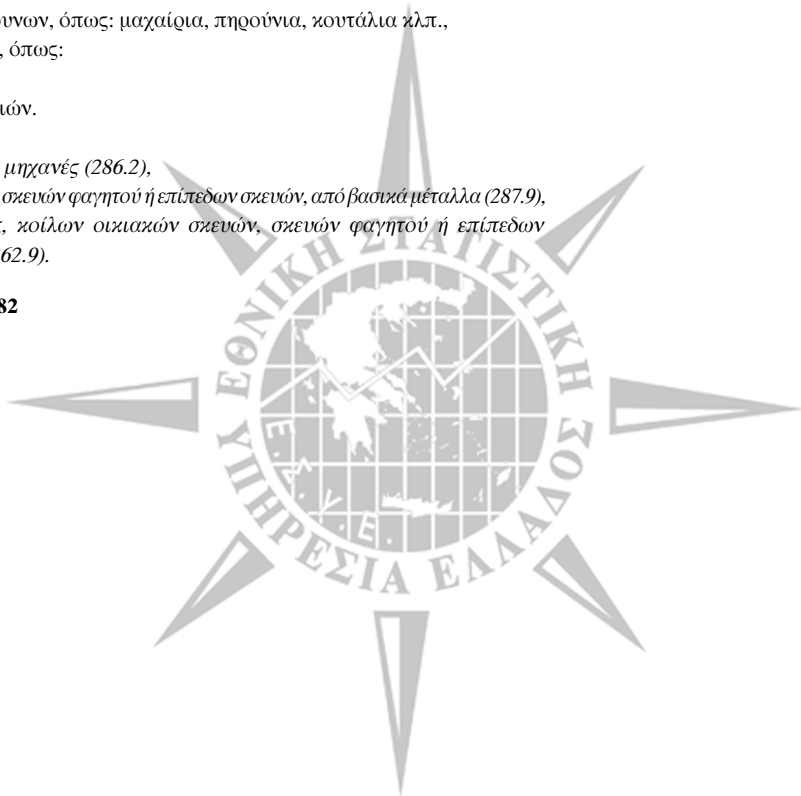 υνων, όπως: μαχαίρια, πηρούνια, κουτάλια κλπ.,
, όπως:
ιών.
μηχανές (286.2),
σκευών φαγητού ή επίπεδων σκευών, από βασικά μέταλλα (287.9),
, κοίλων οικιακών σκευών, σκευών φαγητού ή επίπεδων
62.9).
82
ΕΘΝΙΚΗ ΣΤΑΤΙΣΤΙΚΗ
ΥΠΗΡΕΣΙΑ ΕΛΛΑΔΟΣ
Ε.Σ.Υ.Ε.